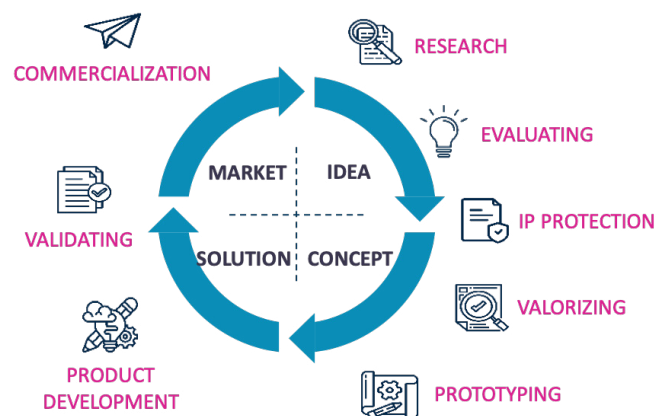 RESEARCH
COMMERCIALIZATION
EVALUATING
MARKET
IDEA
IP PROTECTION
VALIDATING
SOLUTION
CONCEPT
VALORIZING
PRODUCT
DEVELOPMENT
PROTOTYPING